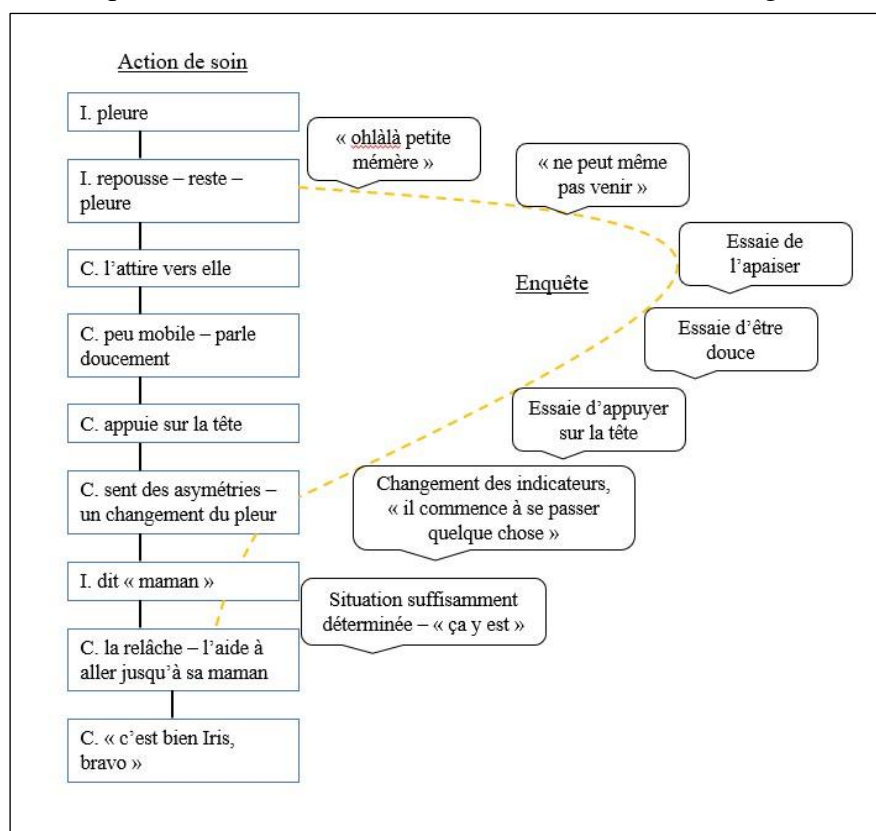 Action de soin
I. pleure
« ohlàlà petite
mémère »
« ne peut même
pas venir »
I. repousse – reste –
pleure
Essaie de
l’apaiser
C. l’attire vers elle
Enquête
Essaie d’être
douce
C. peu mobile – parle
doucement
Essaie d’appuyer
sur la tête
C. appuie sur la tête
Changement des indicateurs,
« il commence à se passer
quelque chose »
C. sent des asymétries –
un changement du pleur
I. dit « maman »
Situation suffisamment
déterminée – « ça y est »
C. la relâche – l’aide à
aller jusqu’à sa maman
C. « c’est bien Iris,
bravo »